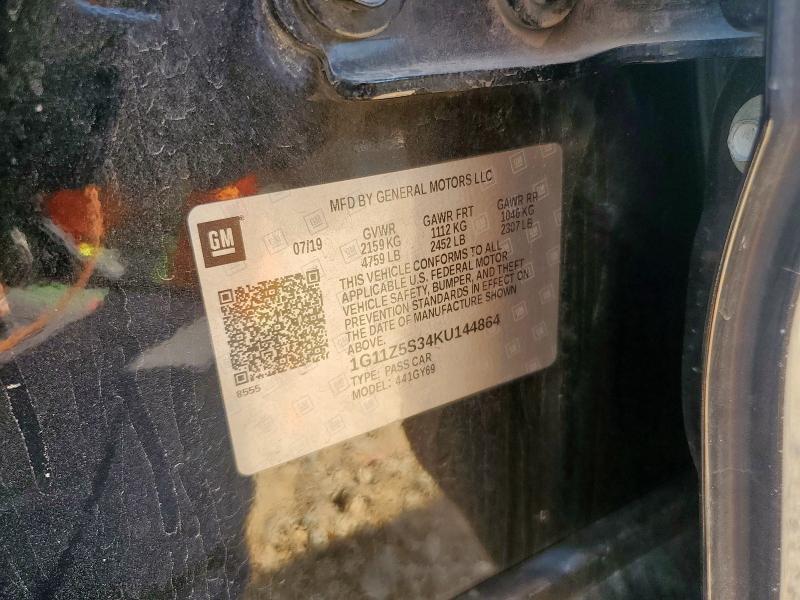 MFD BY GENERAL MOTORS LLC
GM
07/19 GVWR GAWR FRT GAWR RR
2159 KG 1112 KG 1046 KG
4759 LB 2452 LB 2307 LB
THIS VEHICLE CONFORMS TO ALL
APPLICABLE U.S. FEDERAL MOTOR
VEHICLE SAFETY, BUMPER, AND THEFT
PREVENTION STANDARDS IN EFFECT ON
THE DATE OF MANUFACTURE SHOWN
ABOVE.
1G11Z5S34KU144864
TYPE: PASS CAR
MODEL: 441GY69
8555